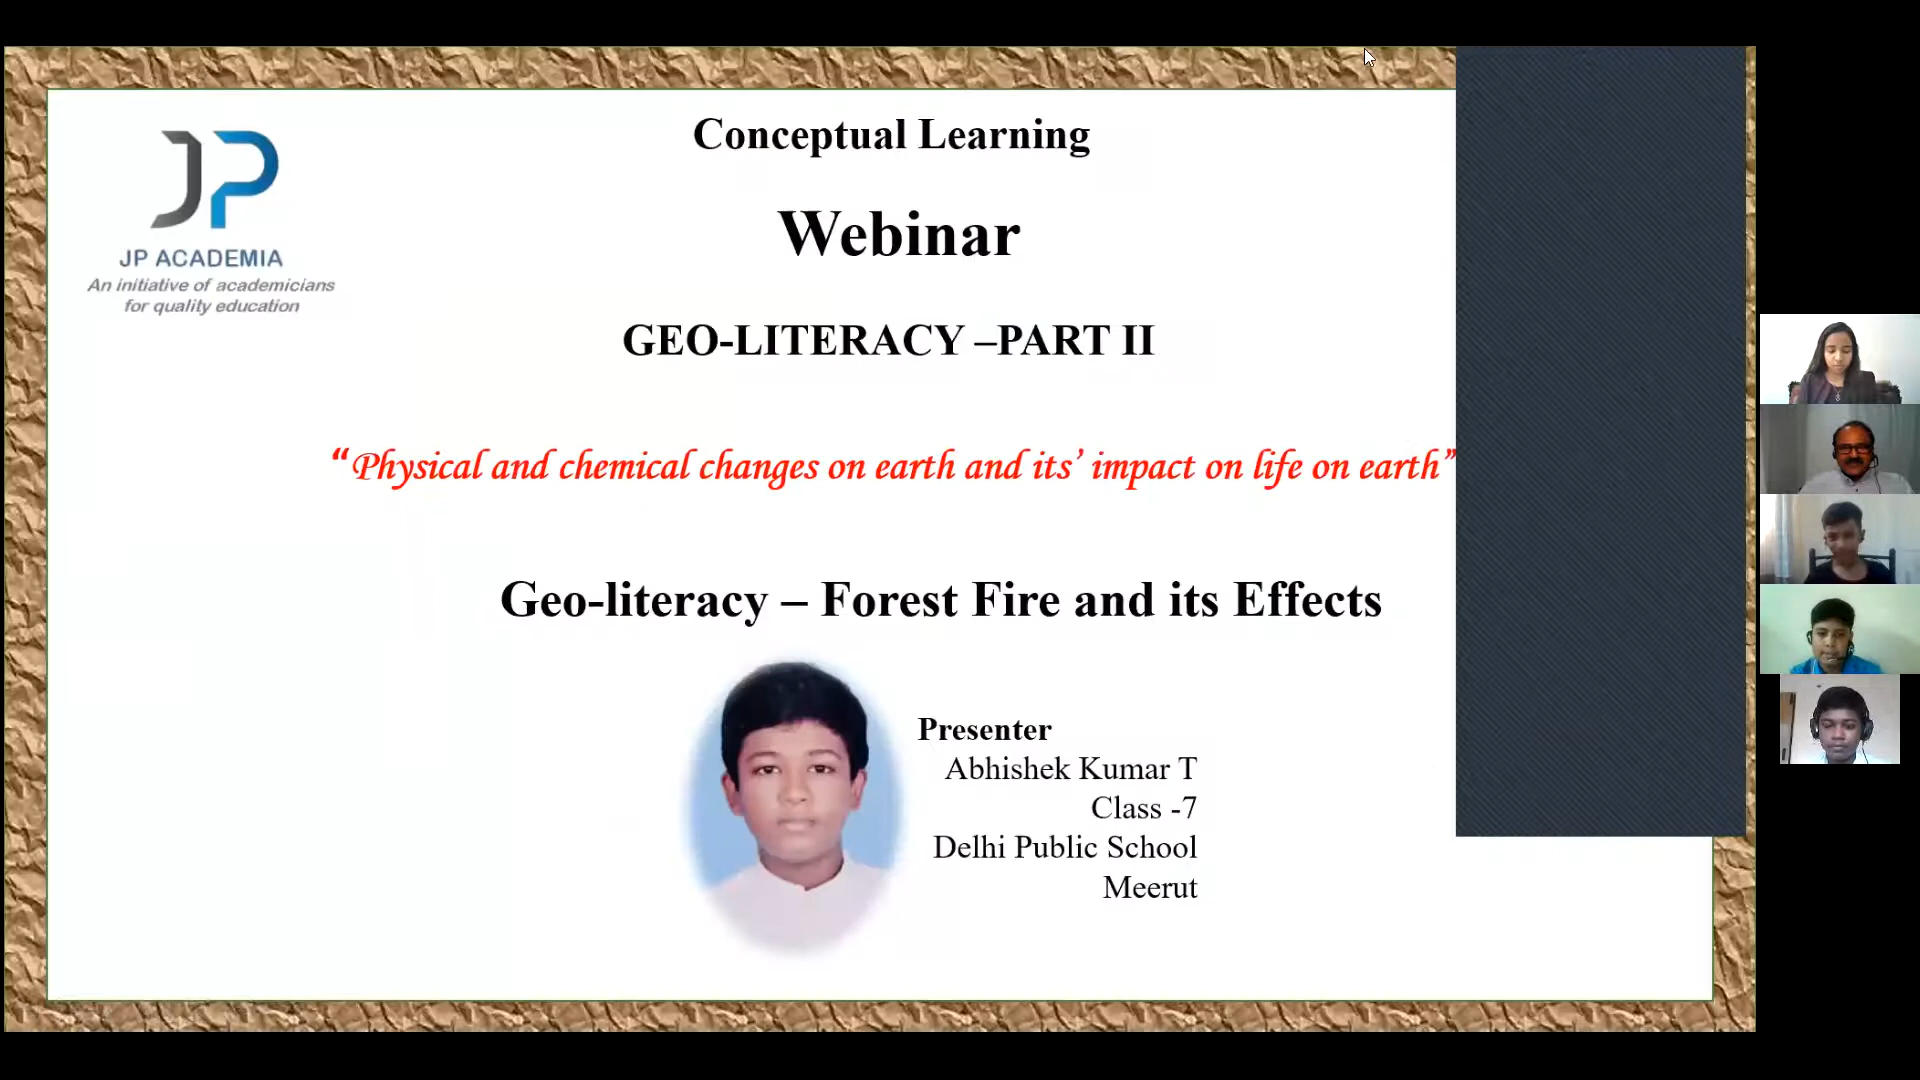 JP ACADEMIA
An initiative of academicians
for quality education
Conceptual Learning
Webinar
GEO-LITERACY –PART II
“Physical and chemical changes on earth and its’ impact on life on earth”
Geo-literacy – Forest Fire and its Effects
Presenter
Abhishek Kumar T
Class -7
Delhi Public School
Meerut